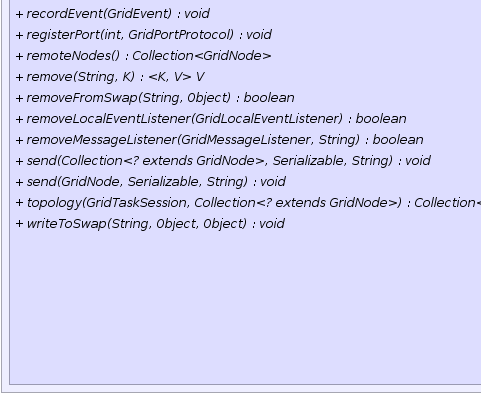 + recordEvent(GridEvent) : void
+ registerPort(int, GridPortProtocol) : void
+ remoteNodes() : Collection<GridNode>
+ remove(String, K) : <K, V> V
+ removeFromSwap(String, Object) : boolean
+ removeLocalEventListener(GridLocalEventListener) : boolean
+ removeMessageListener(GridMessageListener, String) : boolean
+ send(Collection<? extends GridNode>, Serializable, String) : void
+ send(GridNode, Serializable, String) : void
+ topology(GridTaskSession, Collection<? extends GridNode>) : Collection<
+ writeToSwap(String, Object, Object) : void